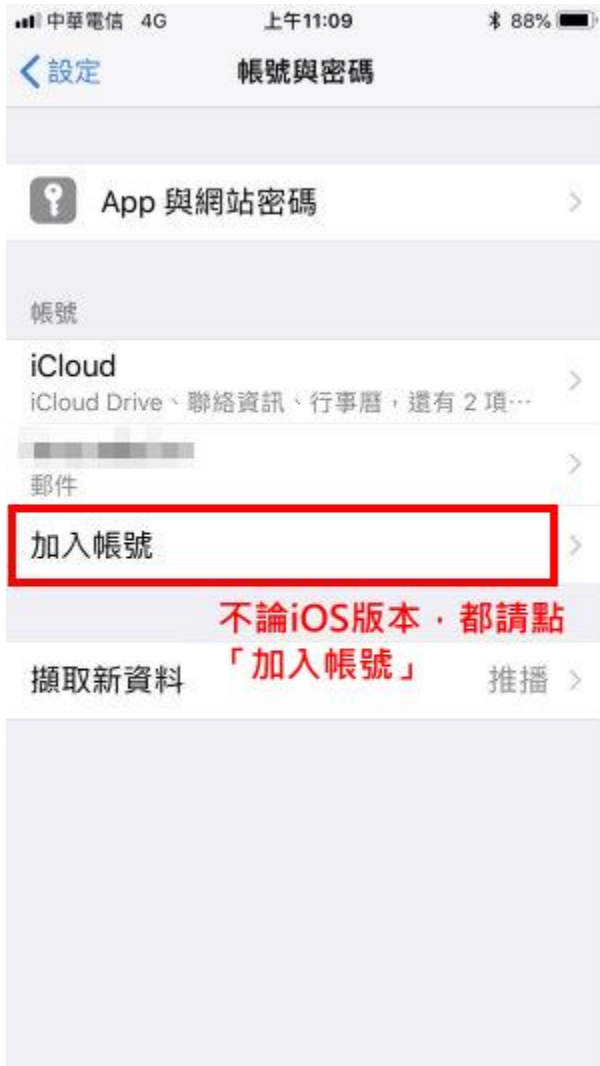 中華電信 4G 上午11:09 88%
設定 帳號與密碼
App 與網站密碼
帳號
iCloud
iCloud Drive、聯絡資訊、行事曆，還有 2 項…
郵件
加入帳號
不論iOS版本，都請點
「加入帳號」
擷取新資料 推播